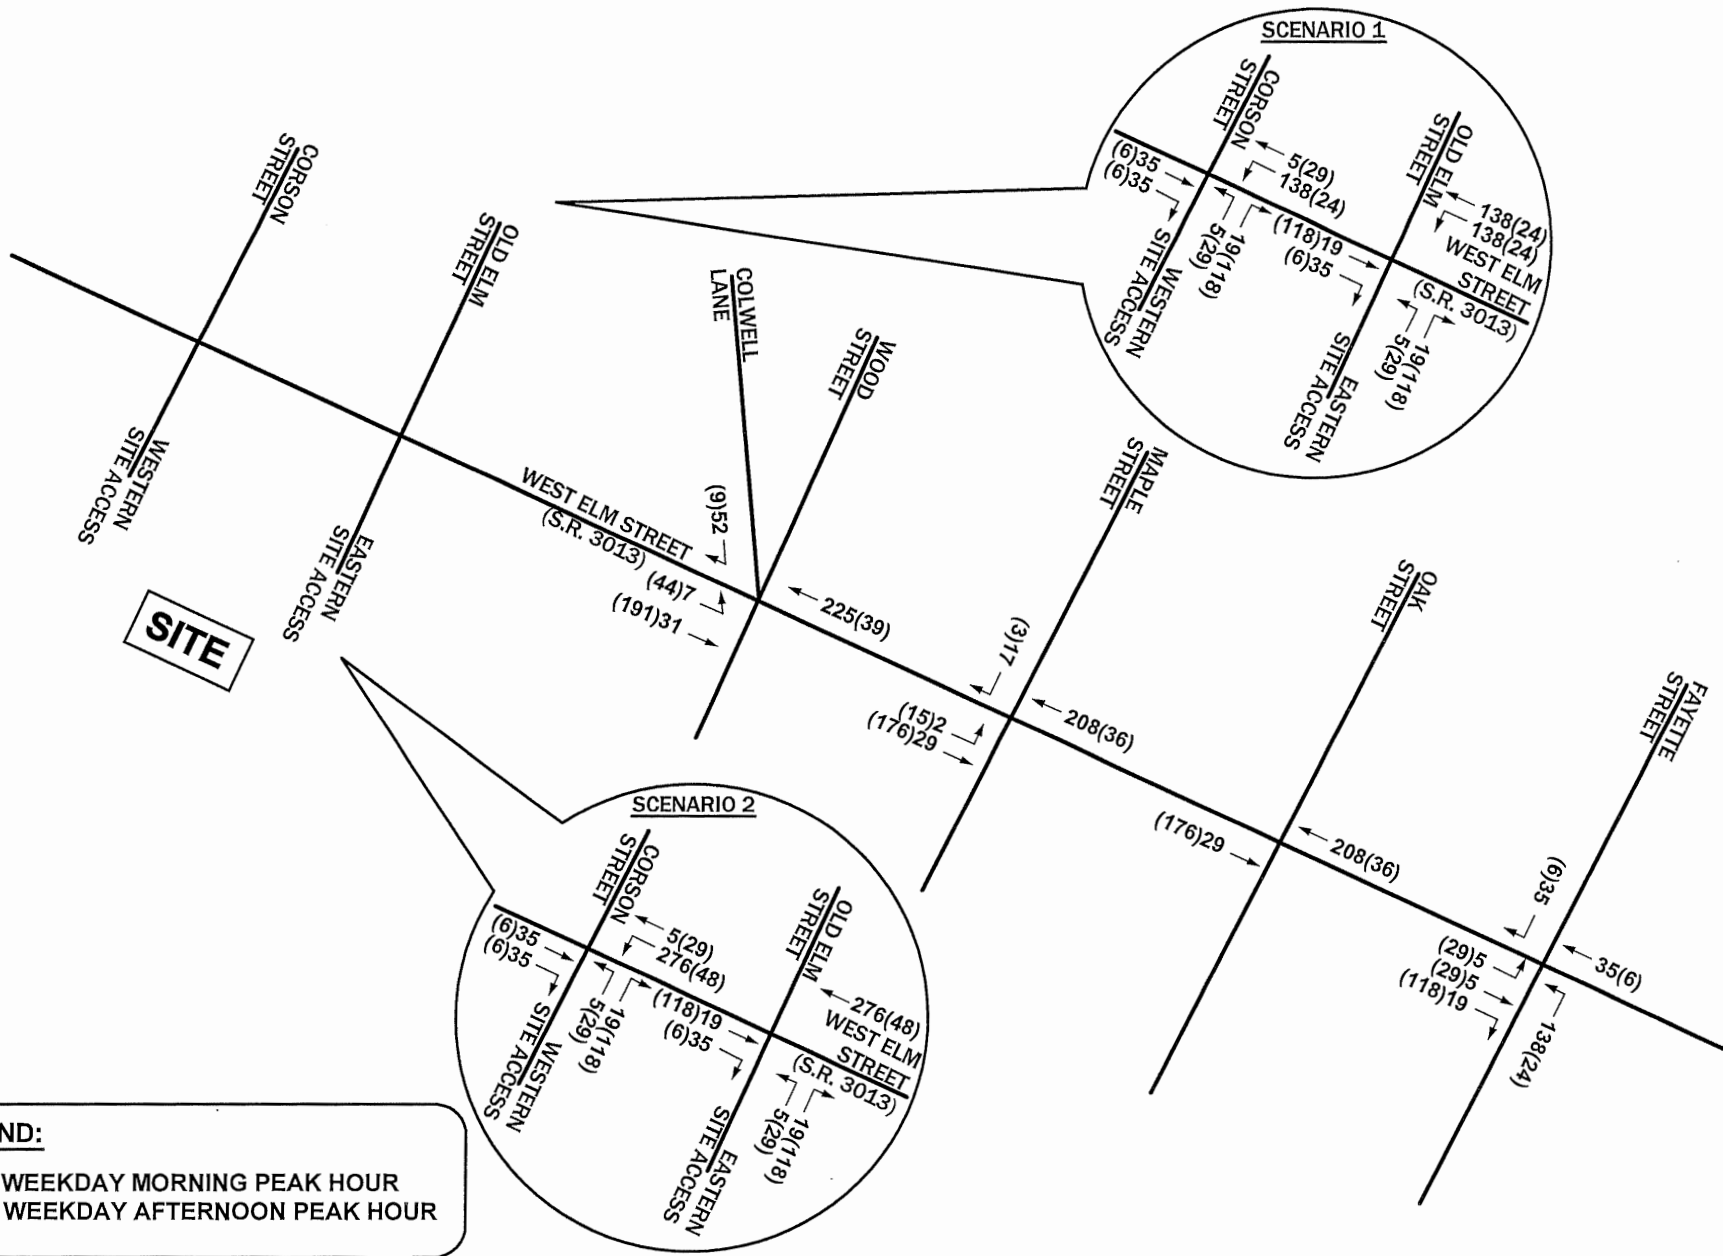 SCENARIO 1
CORSON
STREET
OLD ELM
STREET
5(29)
138(24)
138(24)
138(24)
(6)35
(6)35
(118)19
(6)35
WEST ELM
STREET
(S.R. 3013)
19(118)
5(29)
19(118)
5(29)
WESTERN
SITE ACCESS
EASTERN
SITE ACCESS
CORSON
STREET
OLD ELM
STREET
COLWELL
LANE
WOOD
STREET
MAPLE
STREET
OAK
STREET
FAYETTE
STREET
WESTERN
SITE ACCESS
EASTERN
SITE ACCESS
WEST ELM STREET
(S.R. 3013)
SITE
(9)52
(44)7
(191)31
225(39)
(3)17
(15)2
(176)29
208(36)
(176)29
208(36)
(6)35
(29)5
(29)5
(118)19
35(6)
138(24)
SCENARIO 2
CORSON
STREET
OLD ELM
STREET
5(29)
276(48)
276(48)
(6)35
(6)35
(118)19
(6)35
WEST ELM
STREET
(S.R. 3013)
19(118)
5(29)
19(118)
5(29)
WESTERN
SITE ACCESS
EASTERN
SITE ACCESS
ND:
WEEKDAY MORNING PEAK HOUR
WEEKDAY AFTERNOON PEAK HOUR